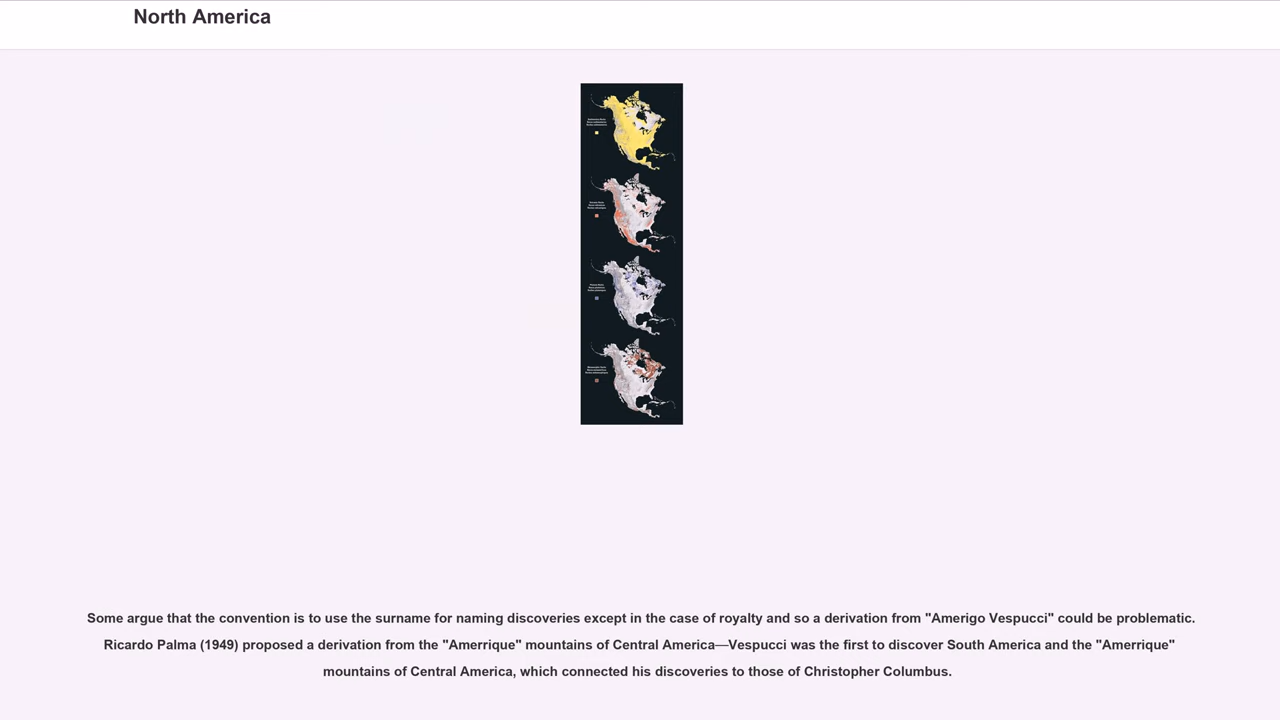 North America
Some argue that the convention is to use the surname for naming discoveries except in the case of royalty and so a derivation from "Amerigo Vespucci" could be problematic.
Ricardo Palma (1949) proposed a derivation from the "Amerrique" mountains of Central America—Vespucci was the first to discover South America and the "Amerrique"
mountains of Central America, which connected his discoveries to those of Christopher Columbus.